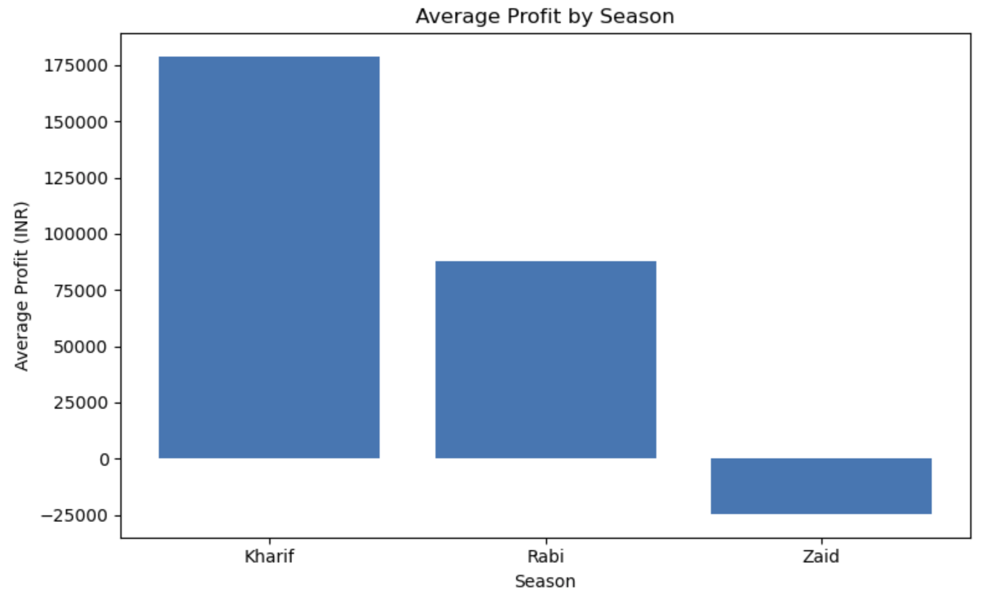 Average Profit by Season
Average Profit (INR)
175000
150000
125000
100000
75000
50000
25000
0
−25000
Kharif Rabi Zaid
Season